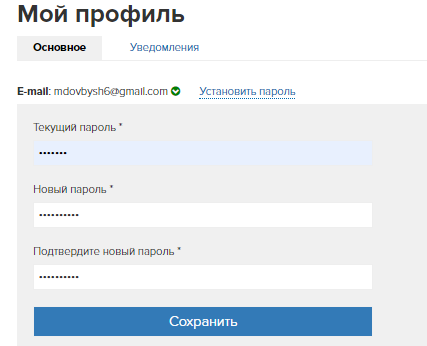 Мой профиль
Основное Уведомления
E-mail: mdovbysh6@gmail.com Установить пароль
Текущий пароль *
•••••••
Новый пароль *
••••••••••
Подтвердите новый пароль *
••••••••••
Сохранить